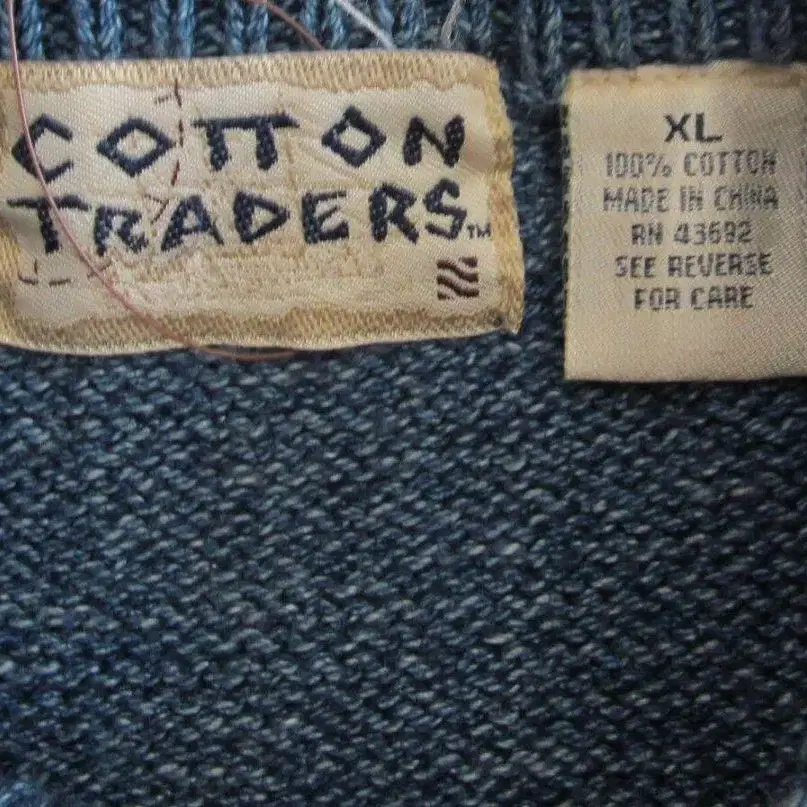 COTTON
TRADERS™
XL
100% COTTON
MADE IN CHINA
RN 43692
SEE REVERSE
FOR CARE